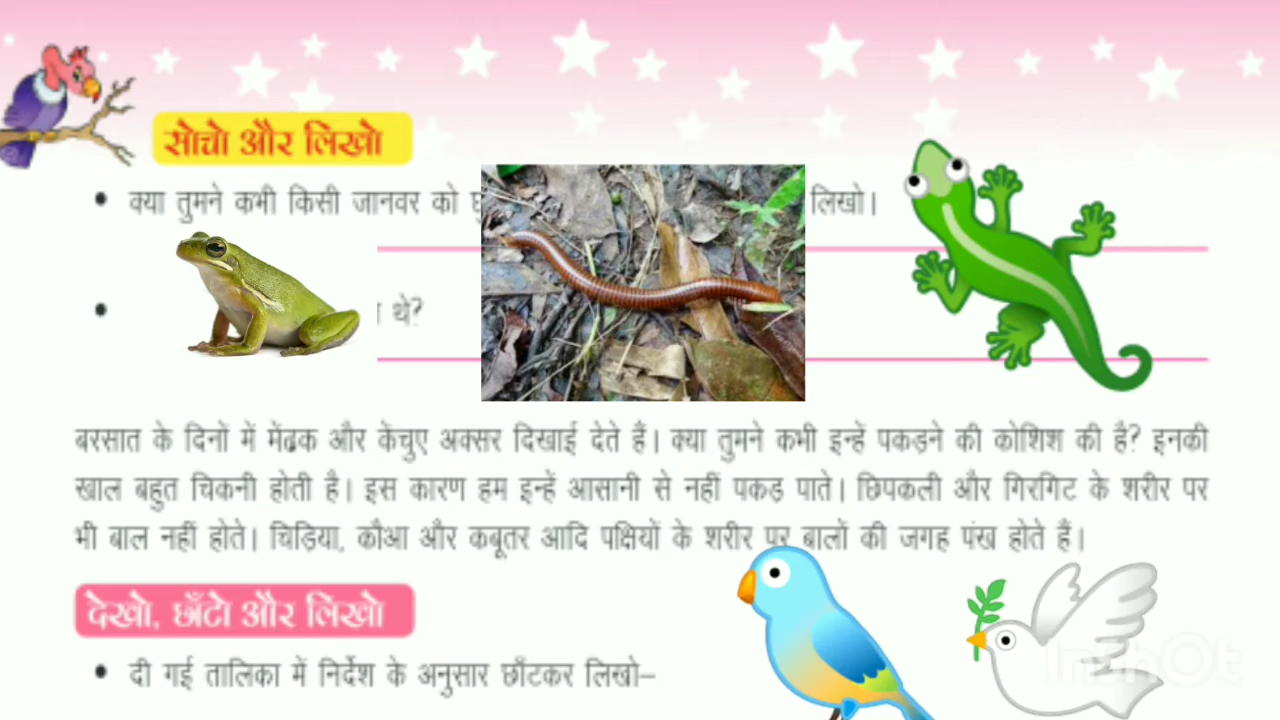 सोचो और लिखो
• क्या तुमने कभी किसी जानवर को लिखो।
• थे?
बरसात के दिनों में मेंढक और केंचुए अक्सर दिखाई देते हैं। क्या तुमने कभी इन्हें पकड़ने की कोशिश की है? इनकी
खाल बहुत चिकनी होती है। इस कारण हम इन्हें आसानी से नहीं पकड़ पाते। छिपकली और गिरगिट के शरीर पर
भी बाल नहीं होते। चिड़िया, कौआ और कबूतर आदि पक्षियों के शरीर पर बालों की जगह पंख होते हैं।
देखो, छाँटो और लिखो
• दी गई तालिका में निर्देश के अनुसार छाँटकर लिखो–
InShOt